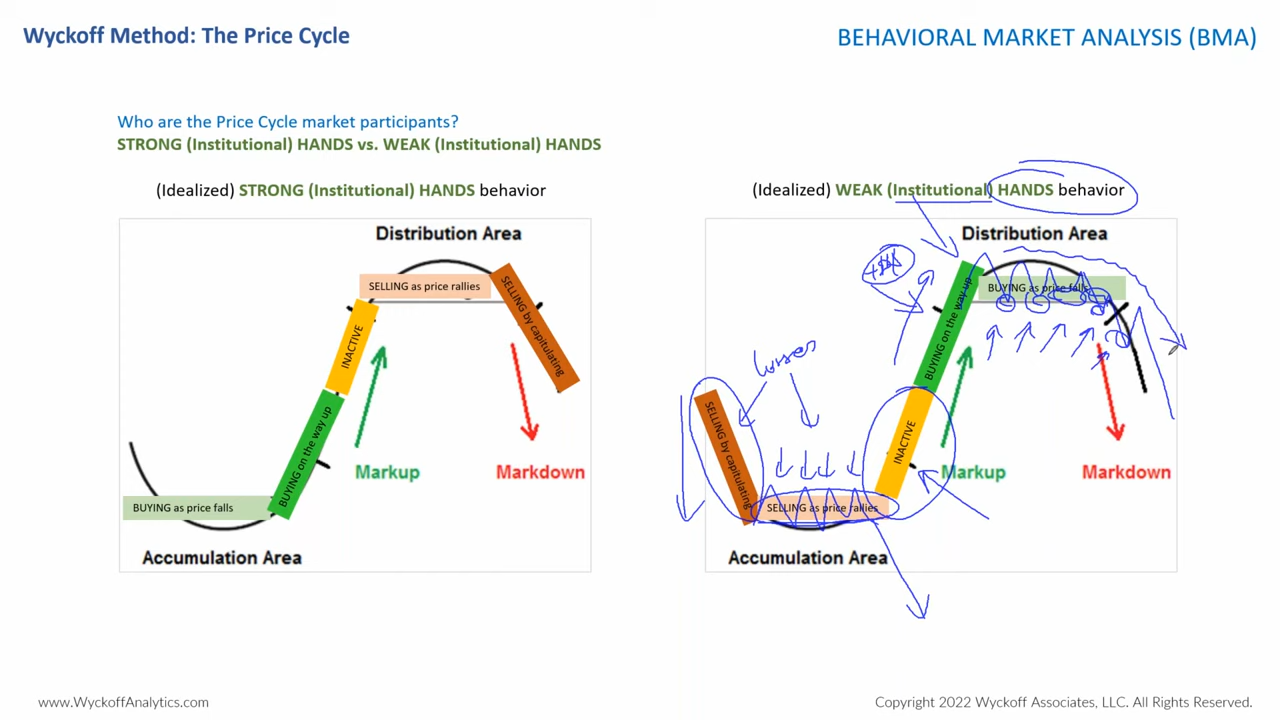 Wyckoff Method: The Price Cycle
BEHAVIORAL MARKET ANALYSIS (BMA)
Who are the Price Cycle market participants?
STRONG (Institutional) HANDS vs. WEAK (Institutional) HANDS
(Idealized) STRONG (Institutional) HANDS behavior
Distribution Area
SELLING as price rallies
SELLING by capitulating
INACTIVE
BUYING on the way up
Markup
Markdown
BUYING as price falls
Accumulation Area
(Idealized) WEAK (Institutional) HANDS behavior
Distribution Area
BUYING as price falls
BUYING on the way up
losses
SELLING by capitulating
INACTIVE
Markup
Markdown
SELLING as price rallies
Accumulation Area
www.WyckoffAnalytics.com
Copyright 2022 Wyckoff Associates, LLC. All Rights Reserved.